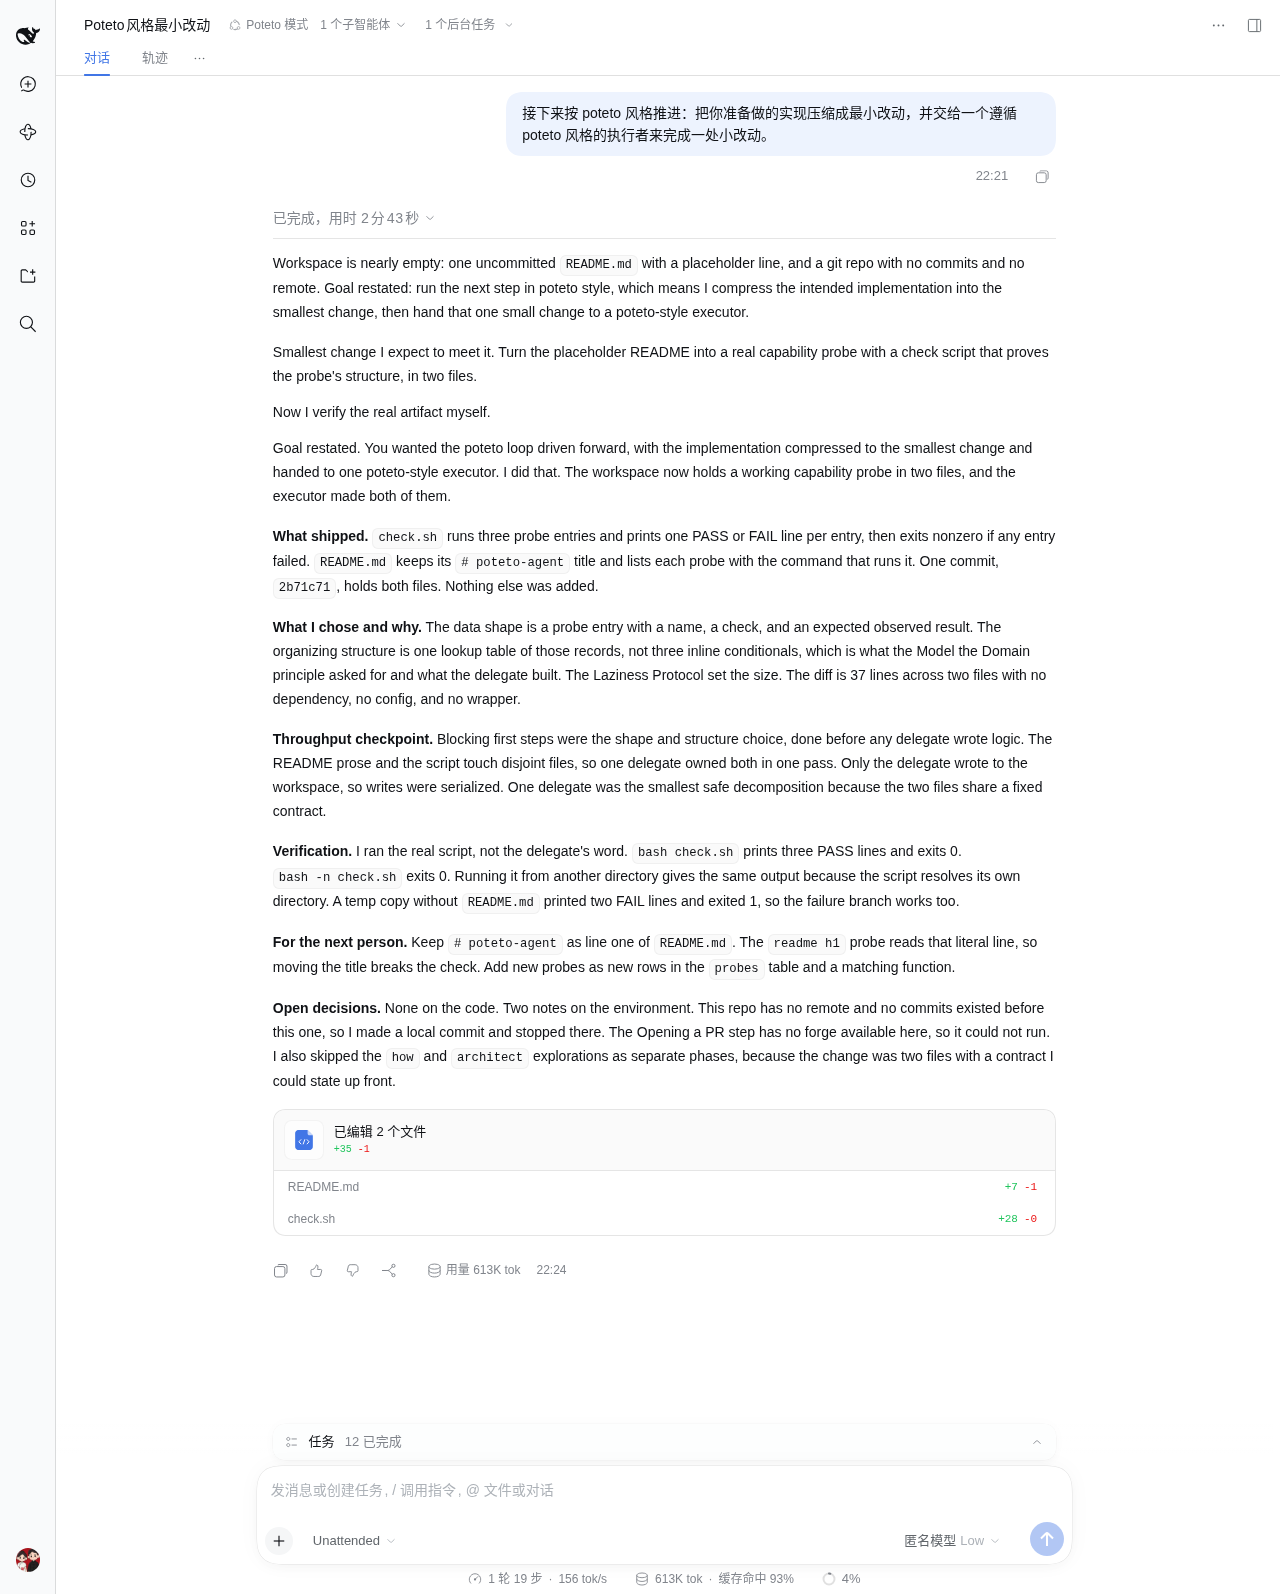 Poteto 风格最小改动 Poteto 模式 1 个子智能体 1 个后台任务
对话 轨迹
接下来按 poteto 风格推进：把你准备做的实现压缩成最小改动，并交给一个遵循
poteto 风格的执行者来完成一处小改动。
22:21
已完成，用时 2 分 43 秒
Workspace is nearly empty: one uncommitted README.md with a placeholder line, and a git repo with no commits and no
remote. Goal restated: run the next step in poteto style, which means I compress the intended implementation into the
smallest change, then hand that one small change to a poteto-style executor.
Smallest change I expect to meet it. Turn the placeholder README into a real capability probe with a check script that proves
the probe's structure, in two files.
Now I verify the real artifact myself.
Goal restated. You wanted the poteto loop driven forward, with the implementation compressed to the smallest change and
handed to one poteto-style executor. I did that. The workspace now holds a working capability probe in two files, and the
executor made both of them.
What shipped. check.sh runs three probe entries and prints one PASS or FAIL line per entry, then exits nonzero if any entry
failed. README.md keeps its # poteto-agent title and lists each probe with the command that runs it. One commit,
2b71c71, holds both files. Nothing else was added.
What I chose and why. The data shape is a probe entry with a name, a check, and an expected observed result. The
organizing structure is one lookup table of those records, not three inline conditionals, which is what the Model the Domain
principle asked for and what the delegate built. The Laziness Protocol set the size. The diff is 37 lines across two files with no
dependency, no config, and no wrapper.
Throughput checkpoint. Blocking first steps were the shape and structure choice, done before any delegate wrote logic. The
README prose and the script touch disjoint files, so one delegate owned both in one pass. Only the delegate wrote to the
workspace, so writes were serialized. One delegate was the smallest safe decomposition because the two files share a fixed
contract.
Verification. I ran the real script, not the delegate's word. bash check.sh prints three PASS lines and exits 0.
bash -n check.sh exits 0. Running it from another directory gives the same output because the script resolves its own
directory. A temp copy without README.md printed two FAIL lines and exited 1, so the failure branch works too.
For the next person. Keep # poteto-agent as line one of README.md. The readme h1 probe reads that literal line, so
moving the title breaks the check. Add new probes as new rows in the probes table and a matching function.
Open decisions. None on the code. Two notes on the environment. This repo has no remote and no commits existed before
this one, so I made a local commit and stopped there. The Opening a PR step has no forge available here, so it could not run.
I also skipped the how and architect explorations as separate phases, because the change was two files with a contract I
could state up front.
已编辑 2 个文件
+35 -1
README.md +7 -1
check.sh +28 -0
用量 613K tok 22:24
任务 12 已完成
发消息或创建任务, / 调用指令, @ 文件或对话
Unattended 匿名模型 Low
1 轮 19 步 · 156 tok/s 613K tok · 缓存命中 93% 4%